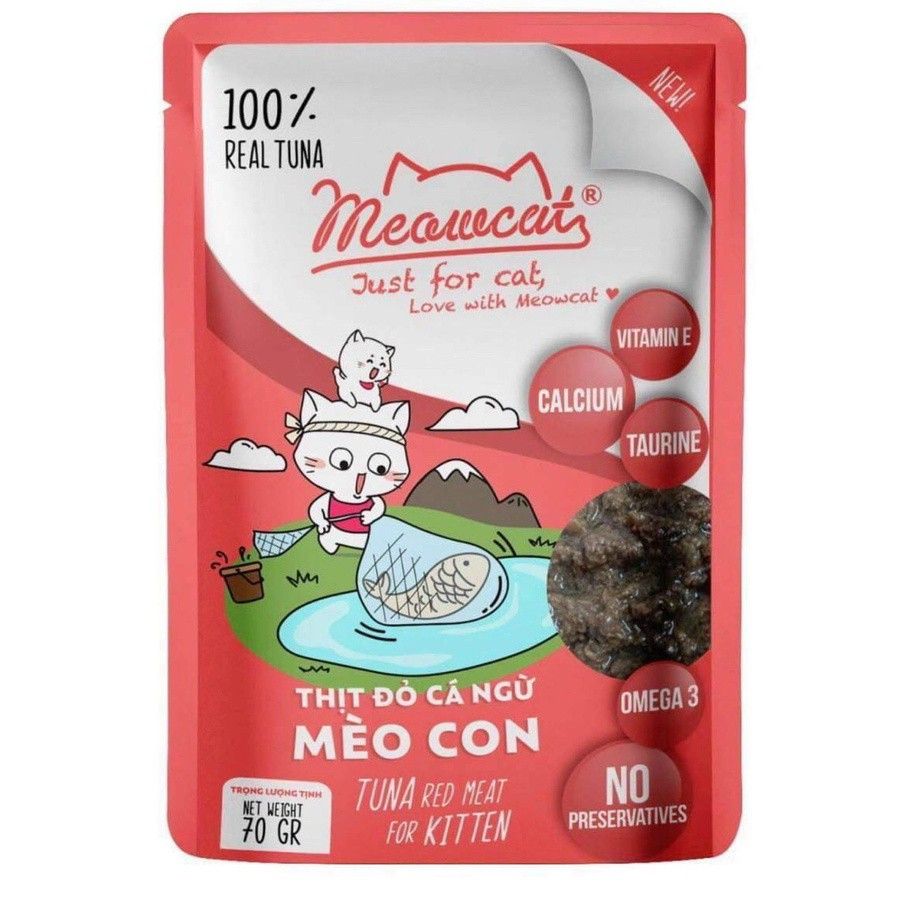 100%
REAL TUNA
NEW!
Meowcat®
Just for cat,
Love with Meowcat ♥
VITAMIN E
CALCIUM
TAURINE
OMEGA 3
NO
PRESERVATIVES
THỊT ĐỎ CÁ NGỪ
MÈO CON
TUNA RED MEAT
FOR KITTEN
TRỌNG LƯỢNG TỊNH
NET WEIGHT
70 GR